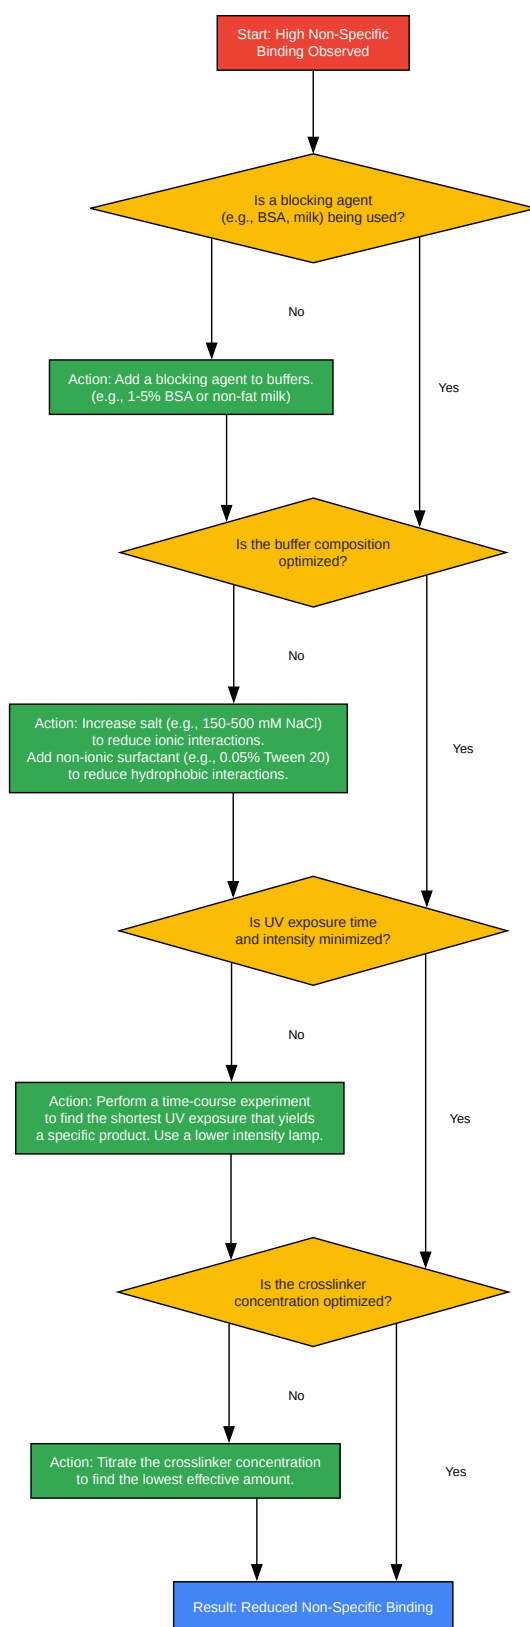 Start: High Non-Specific
Binding Observed
Is a blocking agent
(e.g., BSA, milk) being used?
No
Action: Add a blocking agent to buffers.
(e.g., 1-5% BSA or non-fat milk)
Yes
Is the buffer composition
optimized?
No
Action: Increase salt (e.g., 150-500 mM NaCl)
to reduce ionic interactions.
Add non-ionic surfactant (e.g., 0.05% Tween 20)
to reduce hydrophobic interactions.
Yes
Is UV exposure time
and intensity minimized?
No
Action: Perform a time-course experiment
to find the shortest UV exposure that yields
a specific product. Use a lower intensity lamp.
Yes
Is the crosslinker
concentration optimized?
No
Action: Titrate the crosslinker concentration
to find the lowest effective amount.
Yes
Result: Reduced Non-Specific Binding